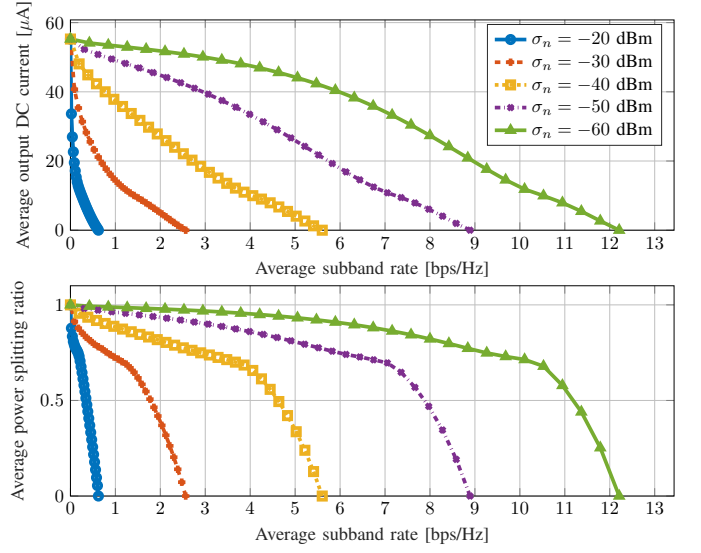 Average output DC current [μA]
60
40
20
0
σn = −20 dBm
σn = −30 dBm
σn = −40 dBm
σn = −50 dBm
σn = −60 dBm
0 1 2 3 4 5 6 7 8 9 10 11 12 13
Average subband rate [bps/Hz]
Average power splitting ratio
1
0.5
0
0 1 2 3 4 5 6 7 8 9 10 11 12 13
Average subband rate [bps/Hz]